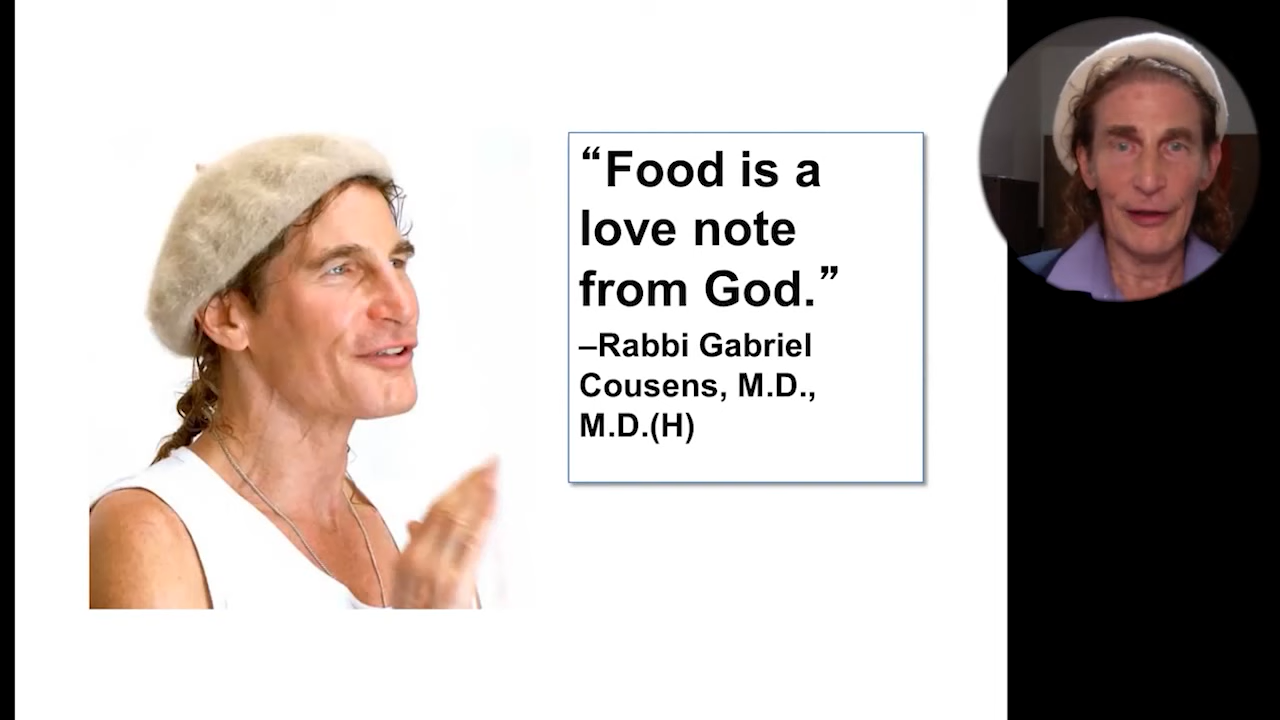 “Food is a
love note
from God.”
–Rabbi Gabriel
Cousens, M.D.,
M.D.(H)